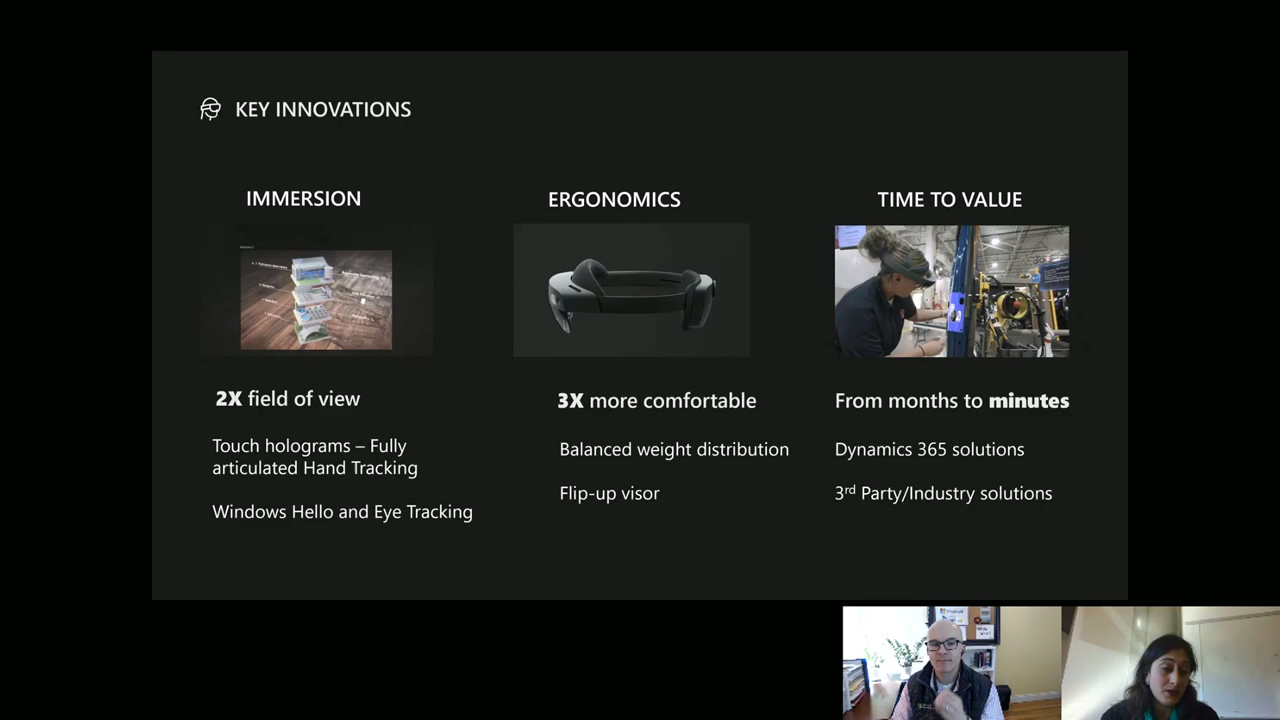 KEY INNOVATIONS
IMMERSION
2X field of view
Touch holograms – Fully
articulated Hand Tracking
Windows Hello and Eye Tracking
ERGONOMICS
3X more comfortable
Balanced weight distribution
Flip-up visor
TIME TO VALUE
From months to minutes
Dynamics 365 solutions
3rd Party/Industry solutions